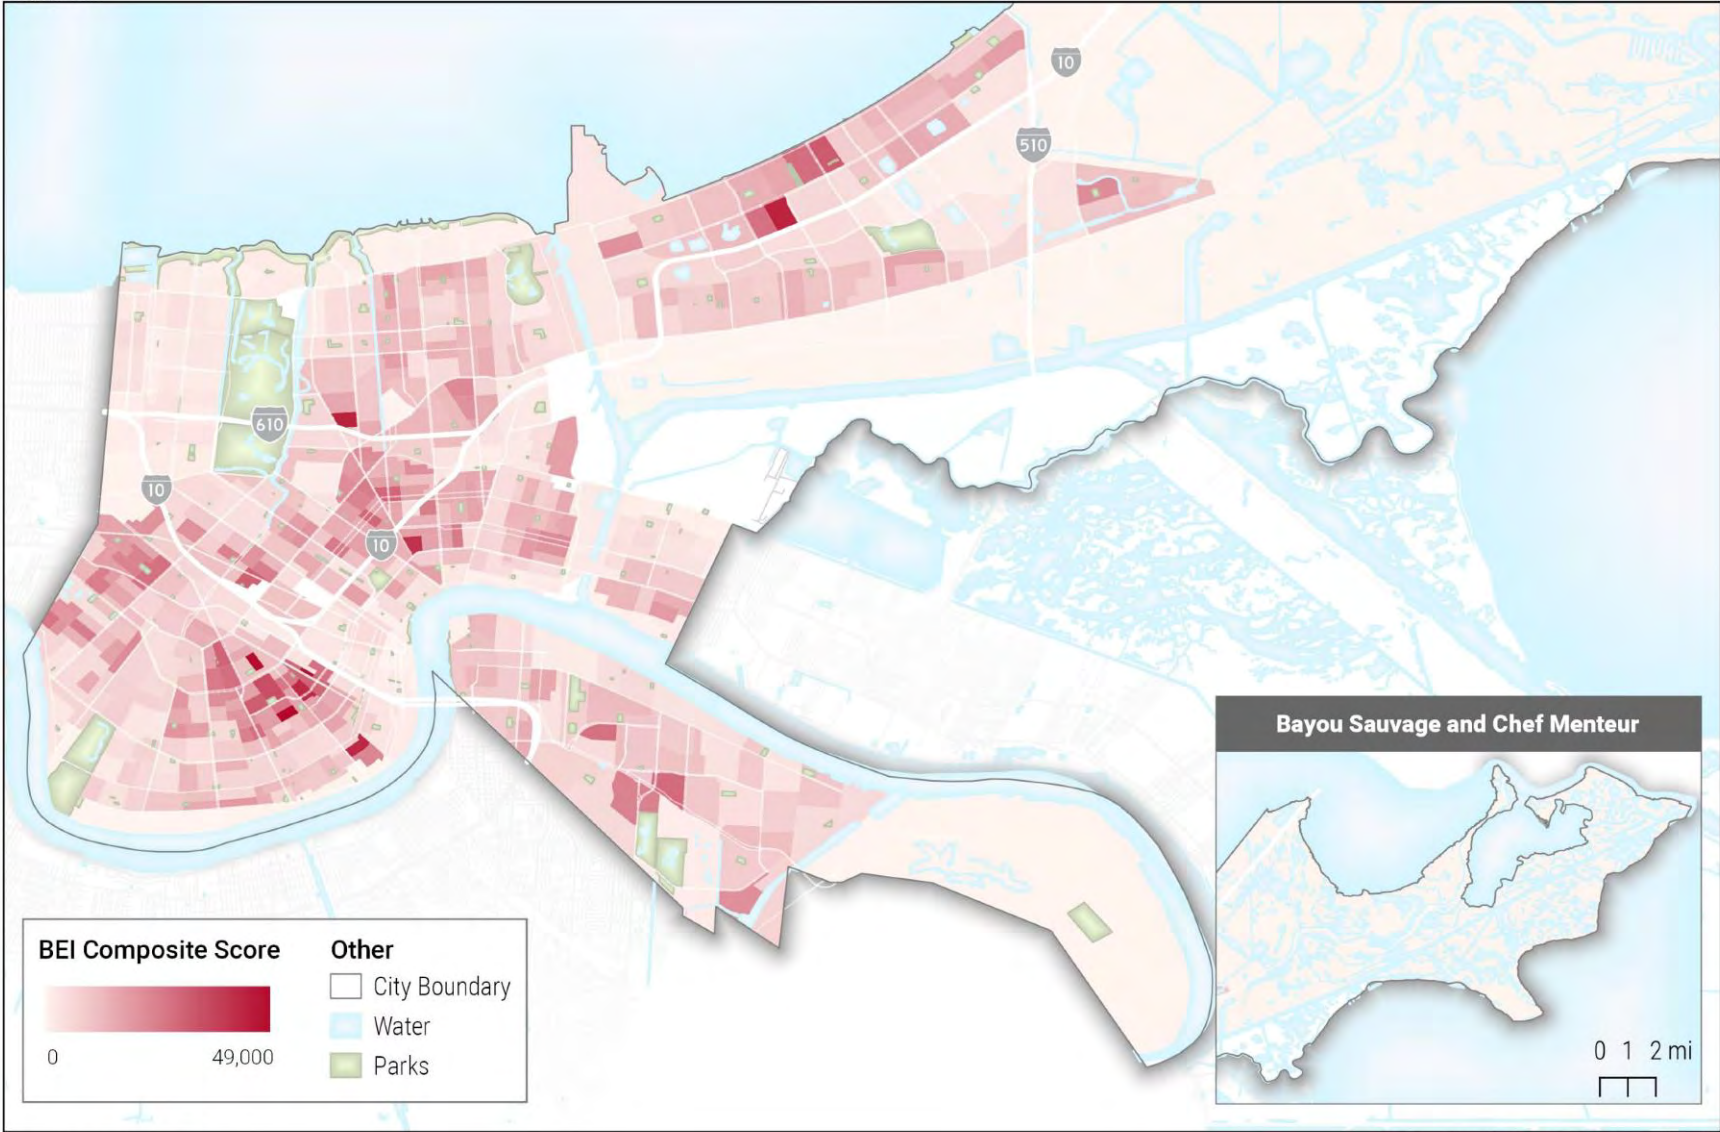 10
510
610
10
10
Bayou Sauvage and Chef Menteur
0 1 2 mi
BEI Composite Score
0 49,000
Other
City Boundary
Water
Parks